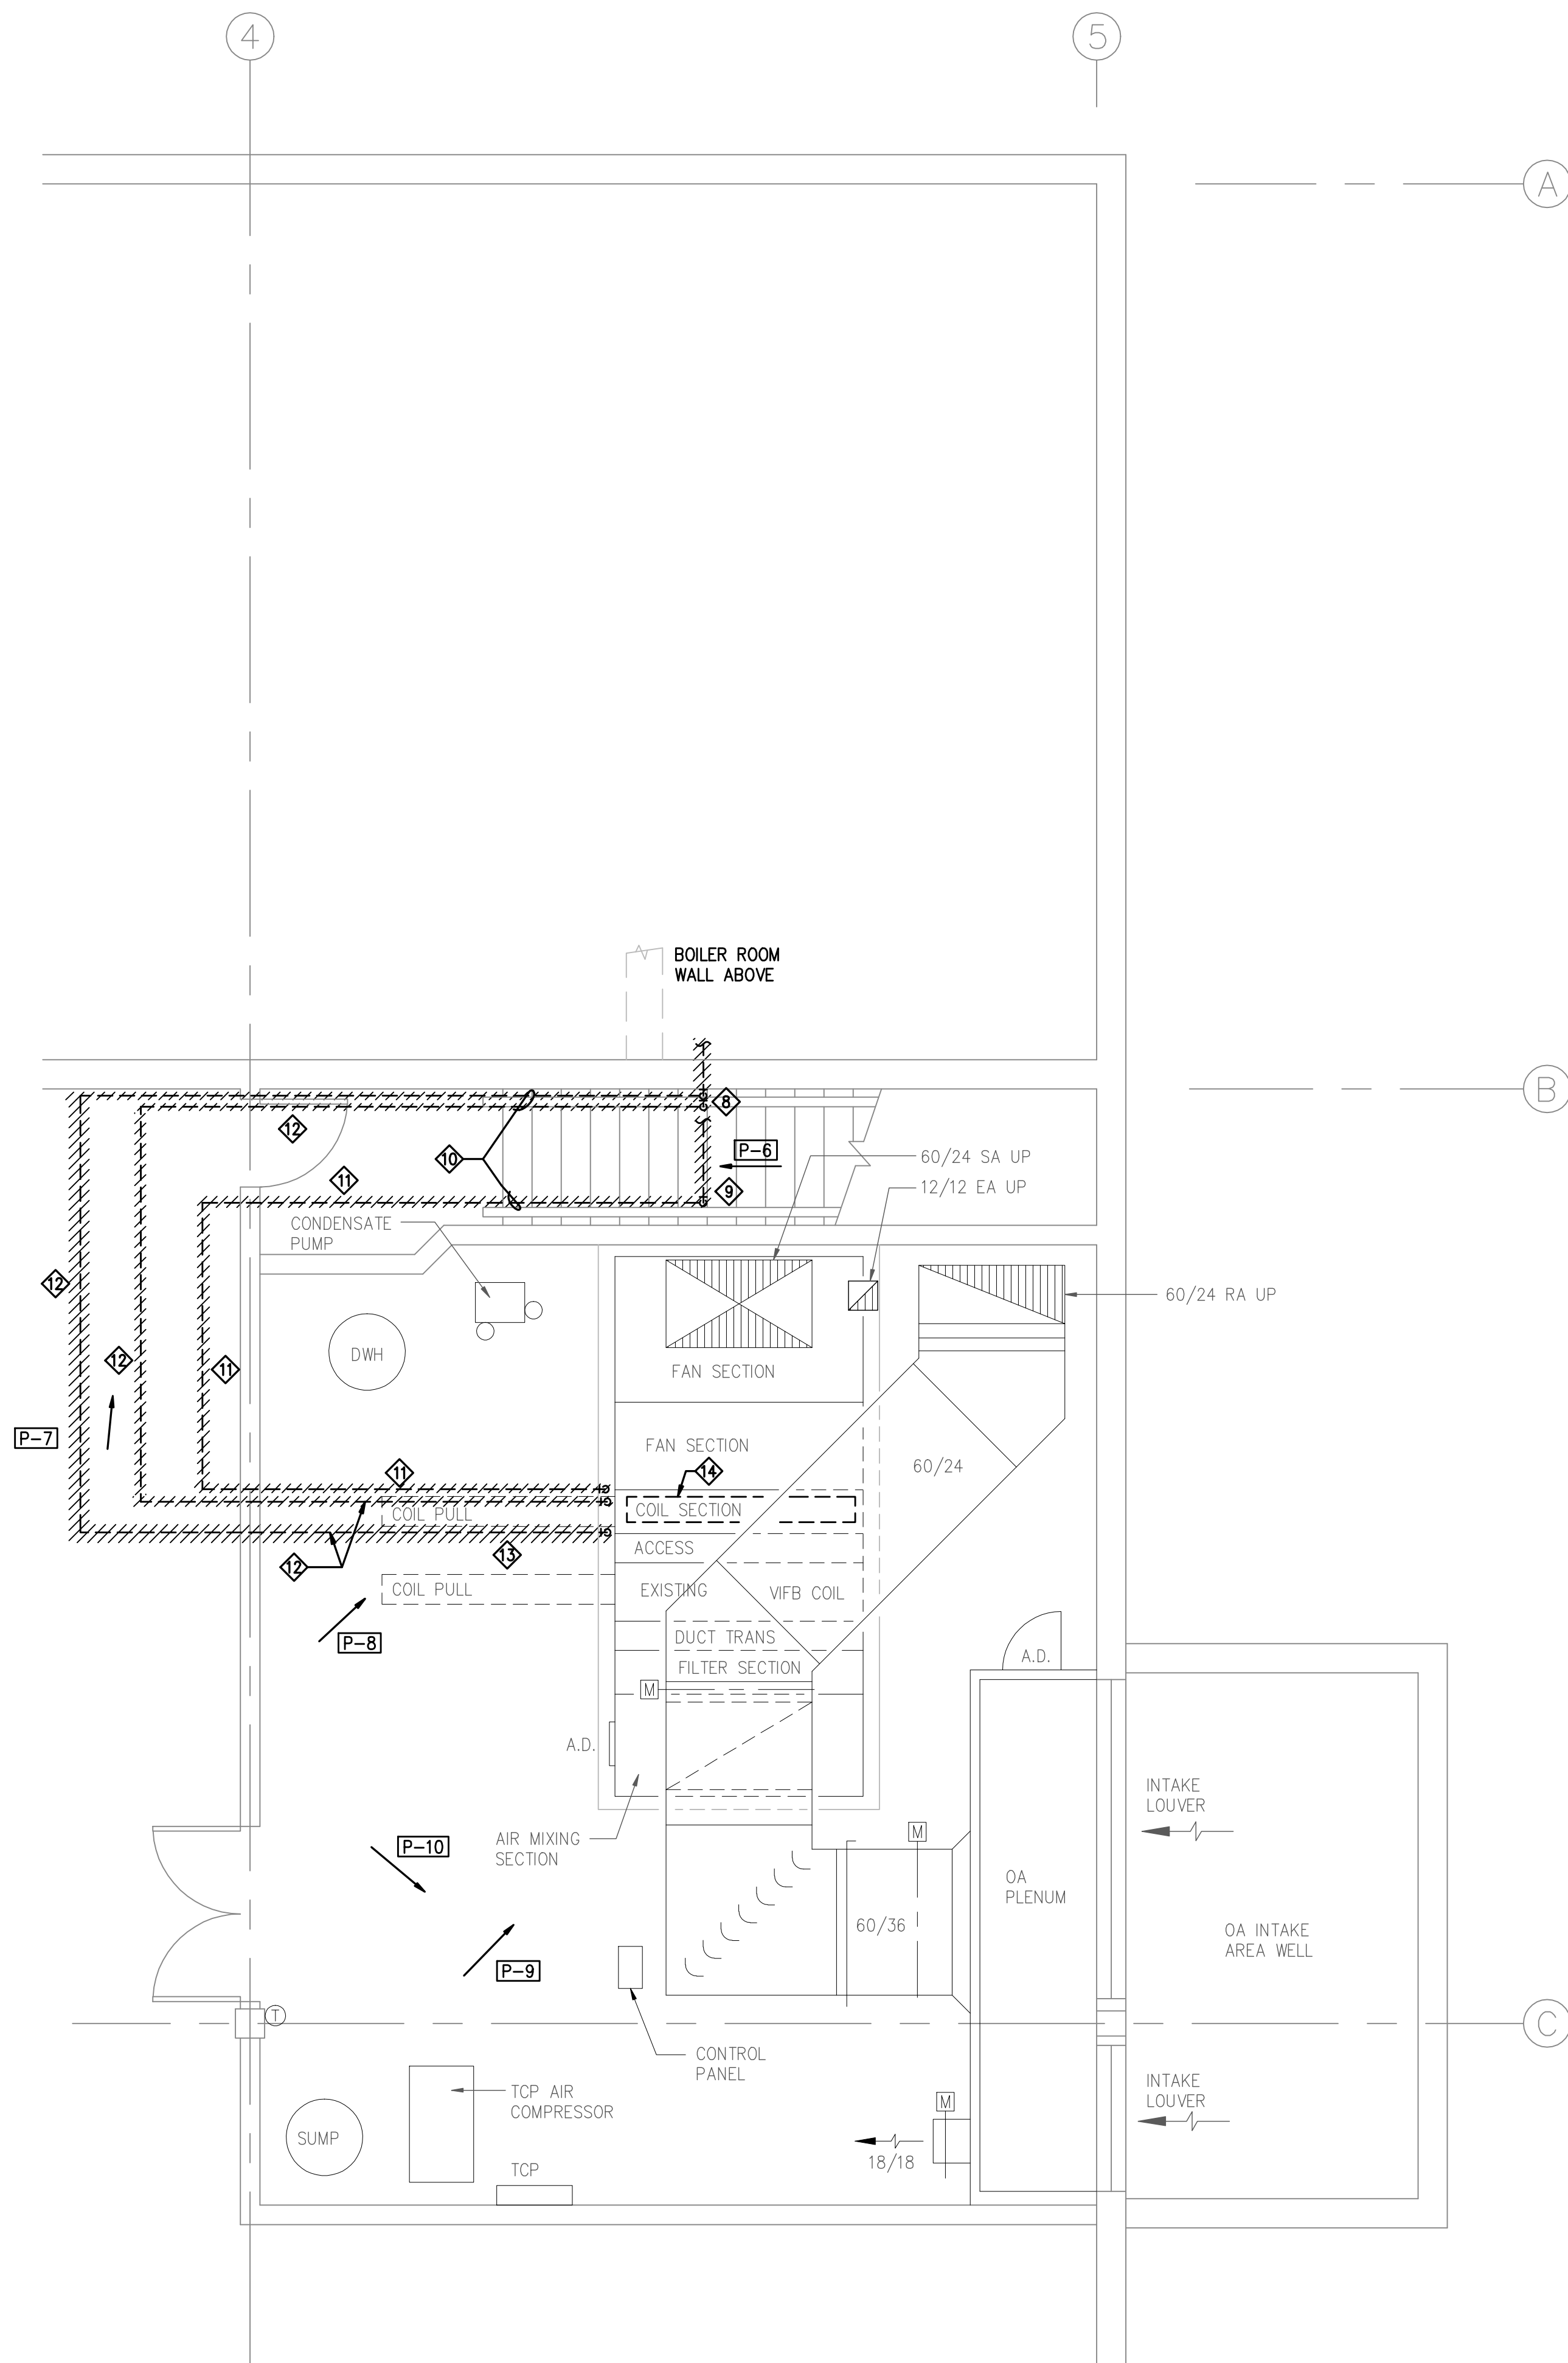 4
5
A
BOILER ROOM
WALL ABOVE
B
8
12
10
P-6
60/24 SA UP
11
9
12/12 EA UP
CONDENSATE
PUMP
12
60/24 RA UP
DWH
12
11
FAN SECTION
P-7
FAN SECTION
60/24
11
14
COIL PULL
COIL SECTION
ACCESS
12
13
COIL PULL
EXISTING
VIFB COIL
P-8
DUCT TRANS
A.D.
FILTER SECTION
M
A.D.
INTAKE
LOUVER
AIR MIXING
SECTION
P-10
M
OA
PLENUM
60/36
OA INTAKE
AREA WELL
P-9
T
C
CONTROL
PANEL
INTAKE
LOUVER
TCP AIR
COMPRESSOR
M
SUMP
18/18
TCP